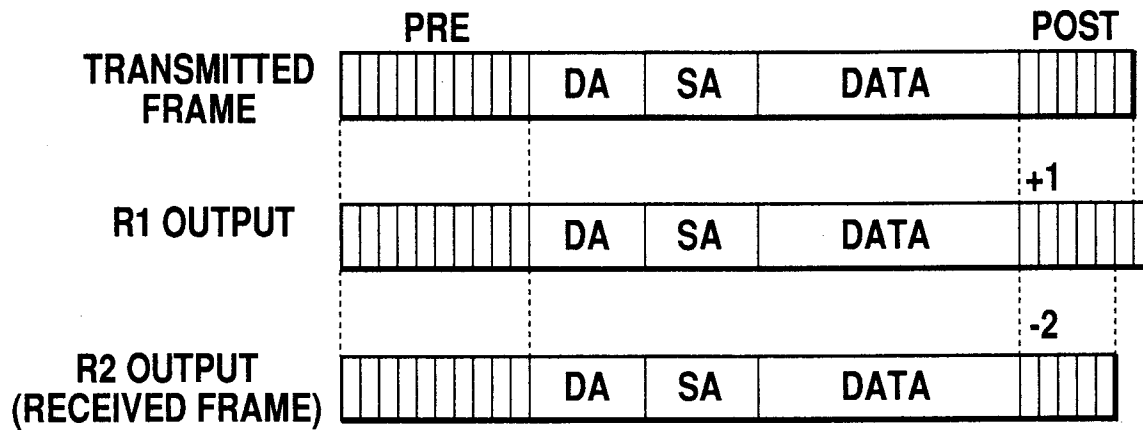 PRE POST
TRANSMITTED
FRAME
DA SA DATA
+1
R1 OUTPUT
DA SA DATA
-2
R2 OUTPUT
(RECEIVED FRAME)
DA SA DATA